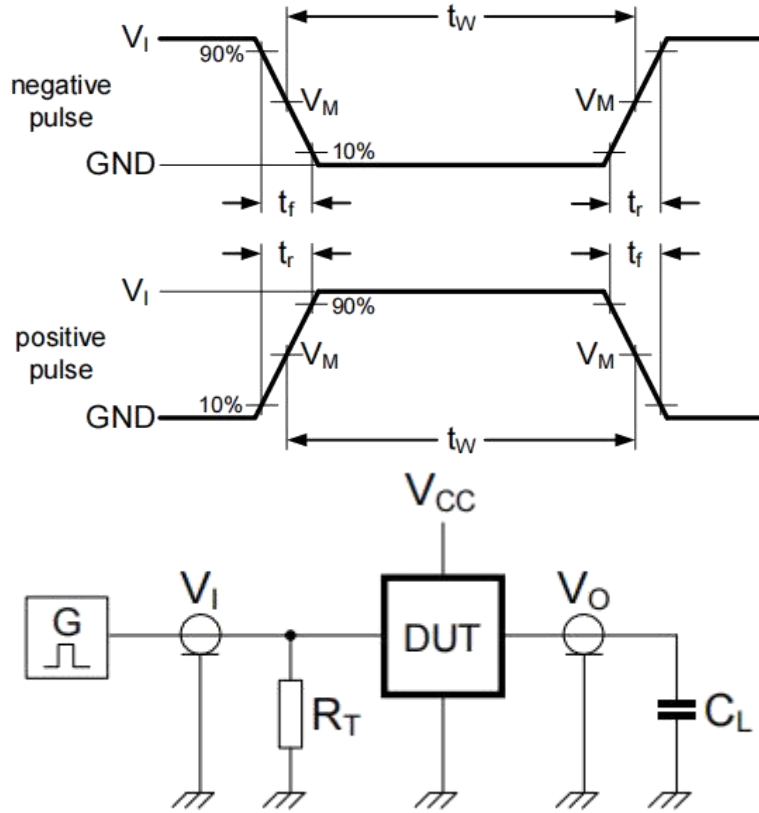 V_I
90%
t_W
negative
pulse
V_M
V_M
GND
10%
t_f
t_r
t_r
t_f
V_I
90%
positive
pulse
V_M
V_M
10%
GND
t_W
V_CC
V_I
V_O
G
DUT
R_T
C_L